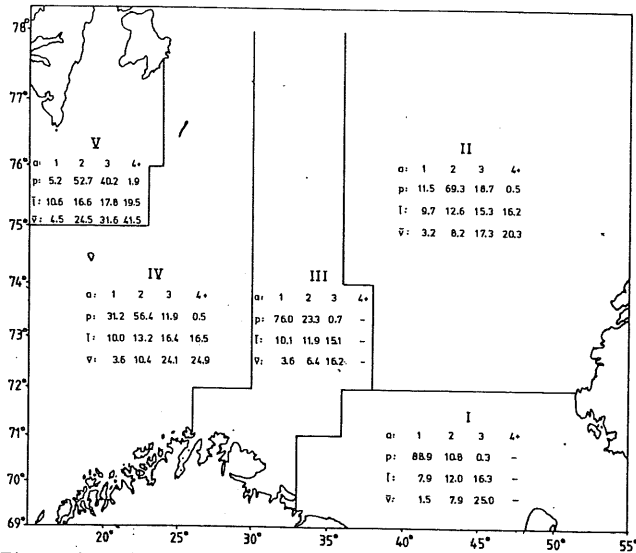 78°
77°
76°
75°
74°
73°
72°
71°
70°
69°
V
a: 1 2 3 4+
p: 5.2 52.7 40.2 1.9
l̄: 10.6 16.6 17.8 19.5
v̄: 4.5 24.5 31.6 41.5
II
a: 1 2 3 4+
p: 11.5 69.3 18.7 0.5
l̄: 9.7 12.6 15.3 16.2
v̄: 3.2 8.2 17.3 20.3
IV
a: 1 2 3 4+
p: 31.2 56.4 11.9 0.5
l̄: 10.0 13.2 16.4 16.5
v̄: 3.6 10.4 24.1 24.9
III
a: 1 2 3 4+
p: 76.0 23.3 0.7 –
l̄: 10.1 11.9 15.1 –
v̄: 3.6 6.4 16.2 –
I
a: 1 2 3 4+
p: 88.9 10.8 0.3 –
l̄: 7.9 12.0 16.3 –
v̄: 1.5 7.9 25.0 –
20° 25° 30° 35° 40° 45° 50° 55°